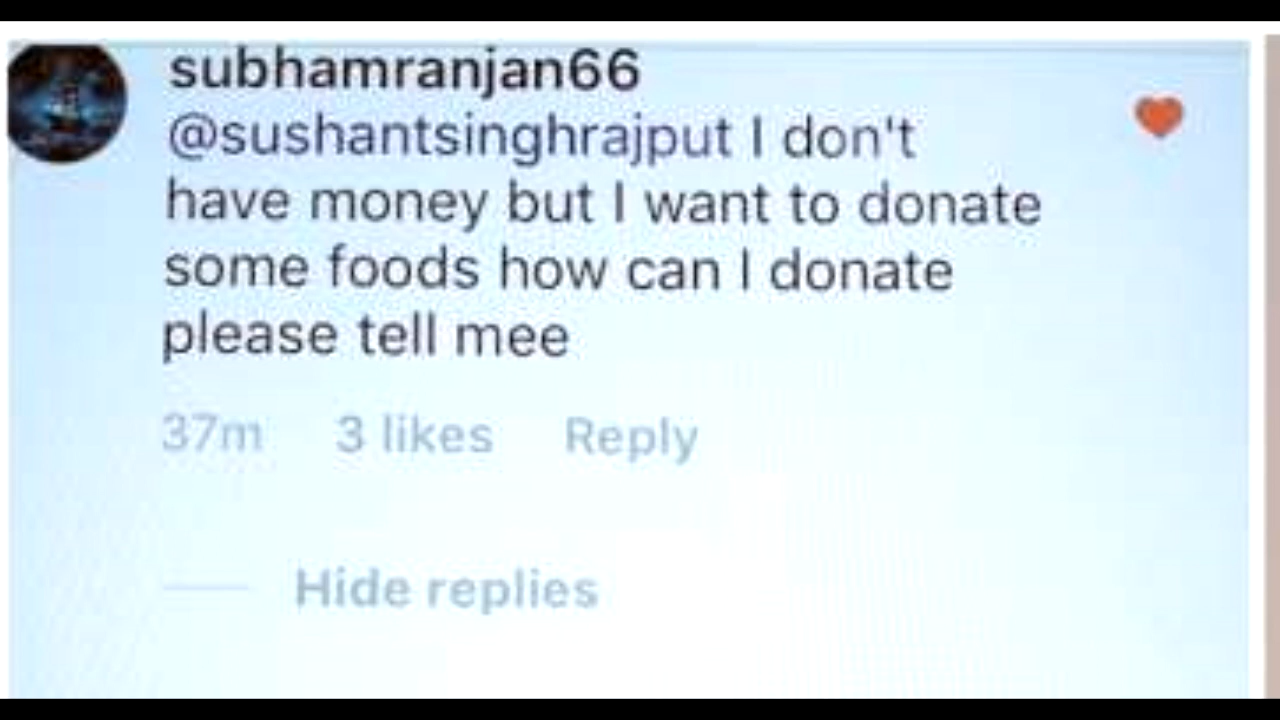 subhamranjan66
@sushantsinghrajput I don't
have money but I want to donate
some foods how can I donate
please tell mee
37m 3 likes Reply
Hide replies